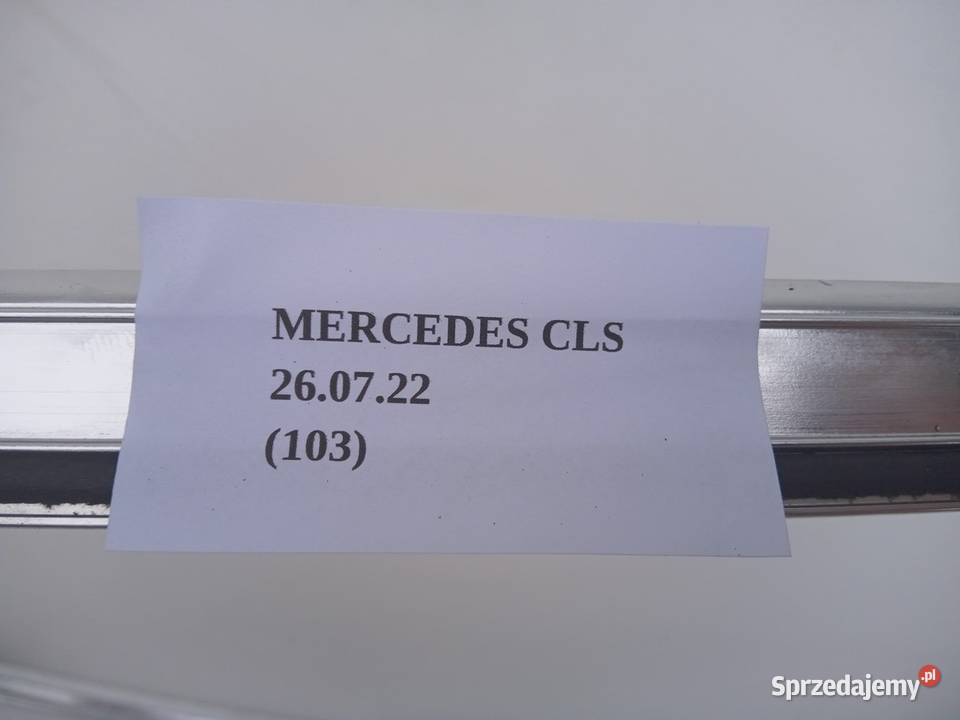 MERCEDES CLS
26.07.22
(103)
Sprzedajemy.pl